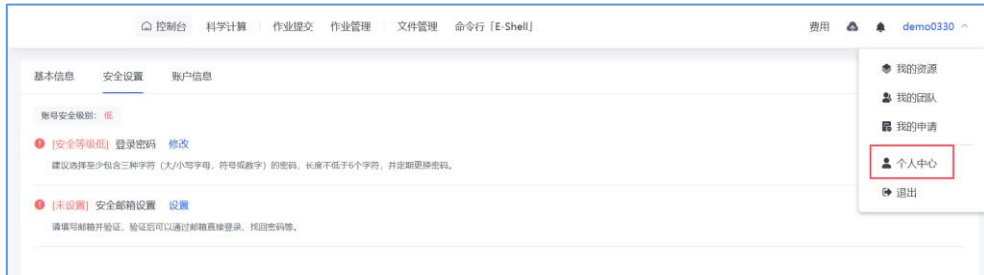 控制台 科学计算 作业提交 作业管理 文件管理 命令行「E-Shell」 费用 demo0330
基本信息 安全设置 账户信息
账号安全级别： 低
[安全等级低] 登录密码 修改
建议选择至少包含三种字符（大/小写字母，符号或数字）的密码，长度不低于6个字符，并定期更换密码。
[未设置] 安全邮箱设置 设置
请填写邮箱并验证，验证后可以通过邮箱直接登录、找回密码等。
我的资源
我的团队
我的申请
个人中心
退出